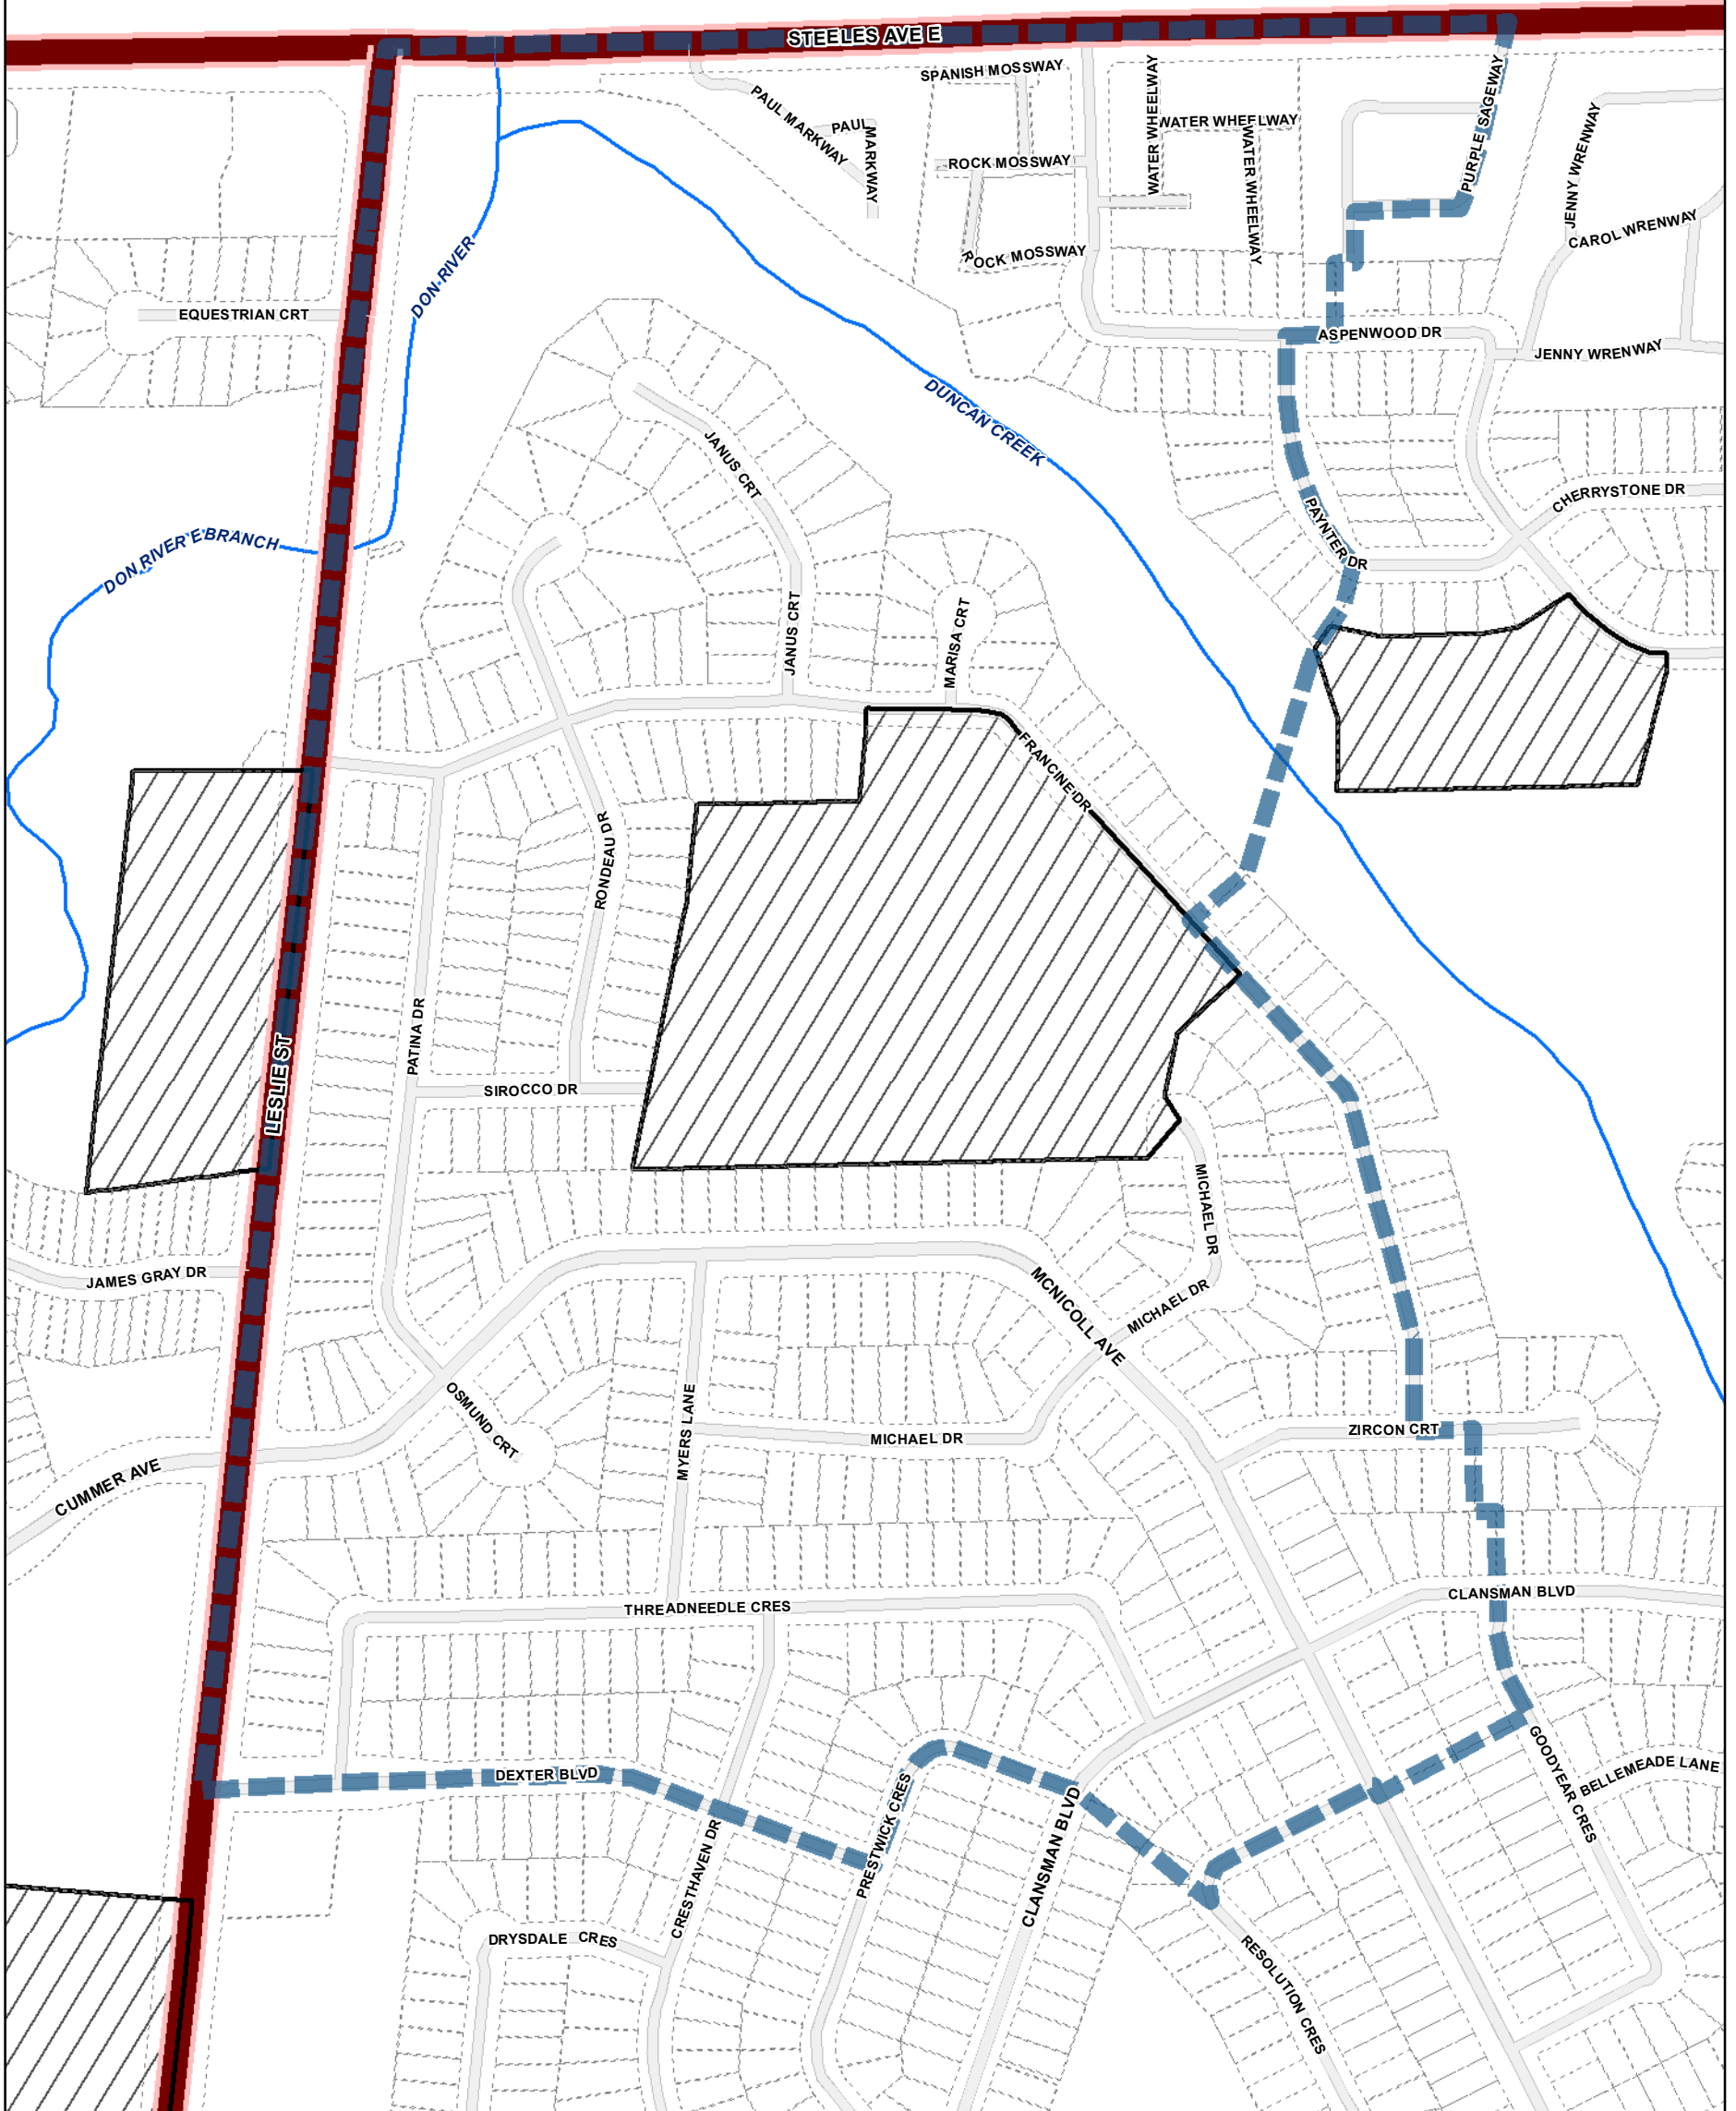 STEELES AVE E
SPANISH MOSSWAY
PAUL MARKWAY
PAUL
MARKWAY
ROCK MOSSWAY
ROCK MOSSWAY
WATER WHEELWAY
WATER WHEELWAY
WATER WHEELWAY
PURPLE SAGEWAY
JENNY WRENWAY
CAROL WRENWAY
JENNY WRENWAY
ASPENWOOD DR
EQUESTRIAN CRT
DON RIVER
DUNCAN CREEK
DON RIVER E BRANCH
JANUS CRT
JANUS CRT
MARISA CRT
PAYNTER DR
CHERRYSTONE DR
FRANCINE DR
RONDEAU DR
PATINA DR
SIROCCO DR
LESLIE ST
MICHAEL DR
MICHAEL DR
JAMES GRAY DR
MCNICOLL AVE
OSMUND CRT
MYERS LANE
MICHAEL DR
ZIRCON CRT
CUMMER AVE
CLANSMAN BLVD
THREADNEEDLE CRES
DEXTER BLVD
PRESTWICK CRES
CLANSMAN BLVD
GOODYEAR CRES
BELLEMEADE LANE
CRESTHAVEN DR
DRYSDALE CRES
RESOLUTION CRES